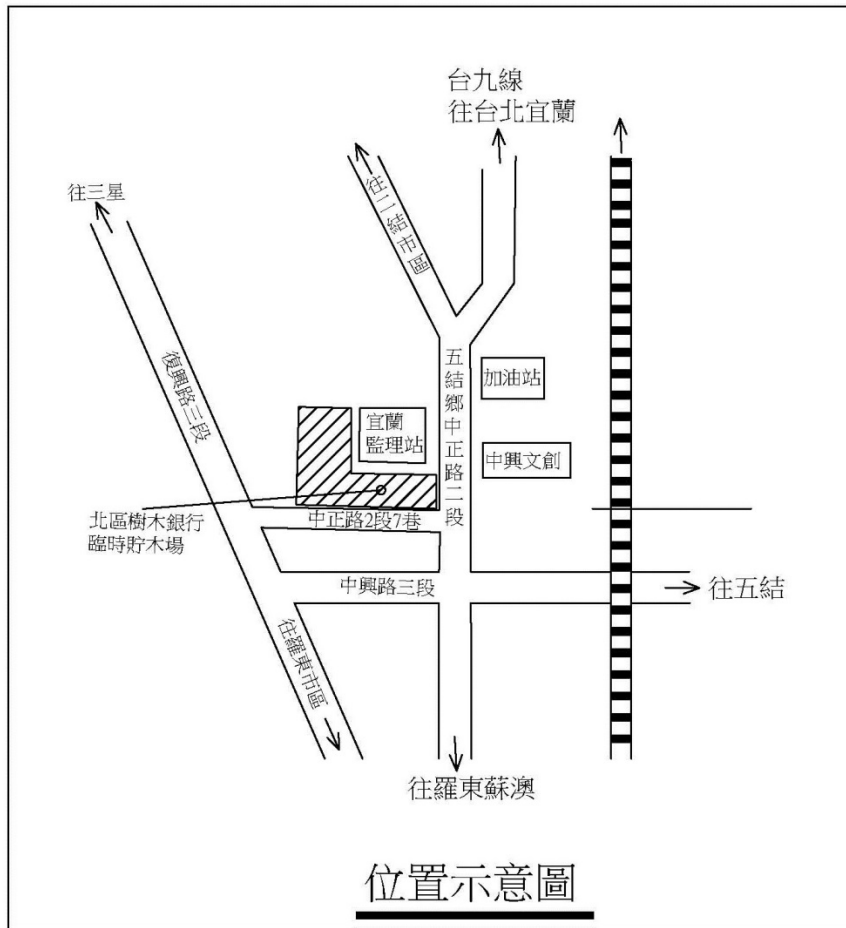 台九線
往台北宜蘭
往三星
往二結市區
復興路三段
五結鄉中正路二段
加油站
宜蘭
監理站
中興文創
北區樹木銀行
臨時貯木場
中正路2段7巷
中興路三段
往五結
往羅東市區
往羅東蘇澳
位置示意圖